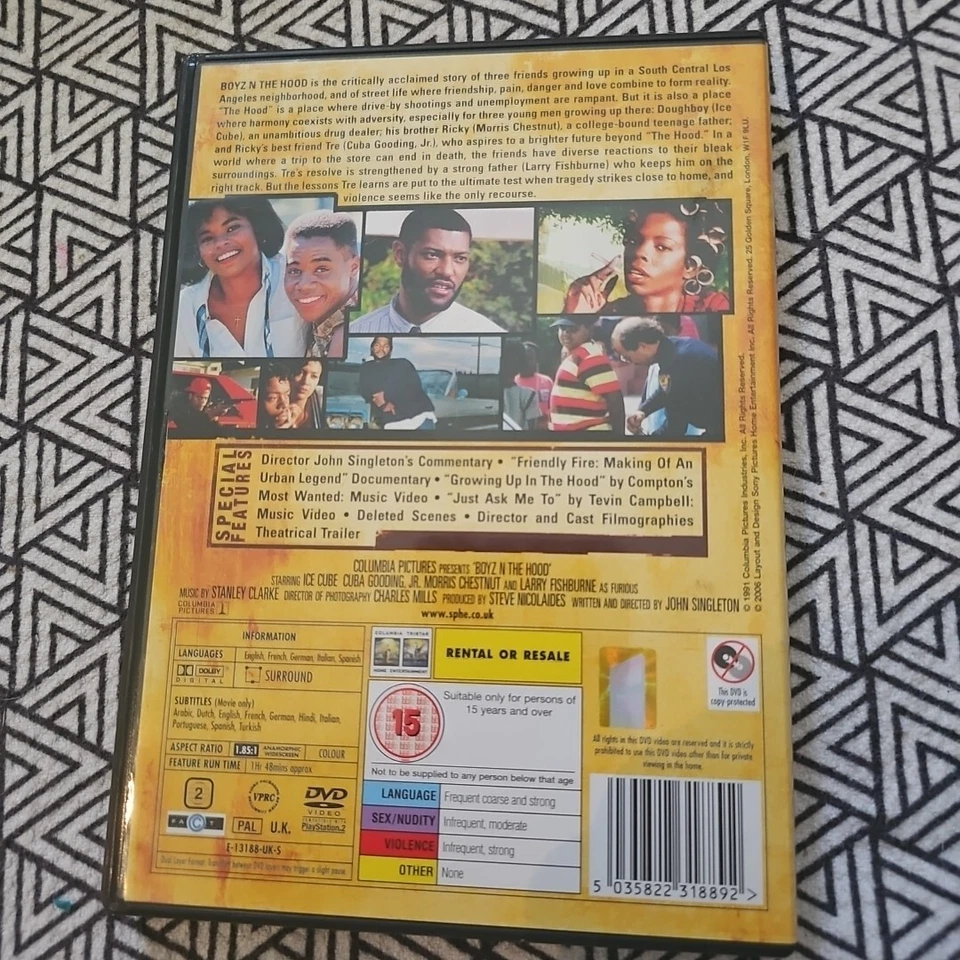 BOYZ N THE HOOD is the critically acclaimed story of three friends growing up in a South Central Los
Angeles neighborhood, and of street life where friendship, pain, danger and love combine to form reality.
"The Hood" is a place where drive-by shootings and unemployment are rampant. But it is also a place
where harmony coexists with adversity, especially for three young men growing up there: Doughboy (Ice
Cube), an unambitious drug dealer; his brother Ricky (Morris Chestnut), a college-bound teenage father;
and Ricky's best friend Tre (Cuba Gooding, Jr.), who aspires to a brighter future beyond "The Hood." In a
world where a trip to the store can end in death, the friends have diverse reactions to their bleak
surroundings. Tre's resolve is strengthened by a strong father (Larry Fishburne) who keeps him on the
right track. But the lessons Tre learns are put to the ultimate test when tragedy strikes close to home, and
violence seems like the only recourse.
SPECIAL
FEATURES
Director John Singleton's Commentary • "Friendly Fire: Making Of An
Urban Legend" Documentary • "Growing Up In The Hood" by Compton's
Most Wanted: Music Video • "Just Ask Me To" by Tevin Campbell:
Music Video • Deleted Scenes • Director and Cast Filmographies
Theatrical Trailer
COLUMBIA PICTURES PRESENTS 'BOYZ N THE HOOD'
STARRING ICE CUBE CUBA GOODING, JR. MORRIS CHESTNUT AND LARRY FISHBURNE AS FURIOUS
MUSIC BY STANLEY CLARKE DIRECTOR OF PHOTOGRAPHY CHARLES MILLS PRODUCED BY STEVE NICOLAIDES WRITTEN AND DIRECTED BY JOHN SINGLETON
COLUMBIA
PICTURES
www.sphe.co.uk
© 1991 Columbia Pictures Industries, Inc. All Rights Reserved.
© 2006 Layout and Design Sony Pictures Home Entertainment Inc. All Rights Reserved. 25 Golden Square, London, W1F 9LU.
INFORMATION
LANGUAGES English, French, German, Italian, Spanish
DOLBY
DIGITAL
SURROUND
SUBTITLES (Movie only)
Arabic, Dutch, English, French, German, Hindi, Italian,
Portuguese, Spanish, Turkish
ASPECT RATIO 1.85:1 ANAMORPHIC WIDESCREEN COLOUR
FEATURE RUN TIME 1Hr 48mins approx
2
VPRC
DVD
VIDEO
COMPATIBLE WITH
PlayStation.2
PACT
PAL U.K.
E-13188-UK-S
Dual Layer Format. Transition between DVD layers may trigger a slight pause.
COLUMBIA TRISTAR
HOME ENTERTAINMENT
RENTAL OR RESALE
15
Suitable only for persons of
15 years and over
Not to be supplied to any person below that age
LANGUAGE Frequent coarse and strong
SEX/NUDITY Infrequent, moderate
VIOLENCE Infrequent, strong
OTHER None
This DVD is
copy-protected
All rights in this DVD video are reserved and it is strictly
prohibited to use this DVD video other than for private
viewing in the home.
5 035822 318892 >